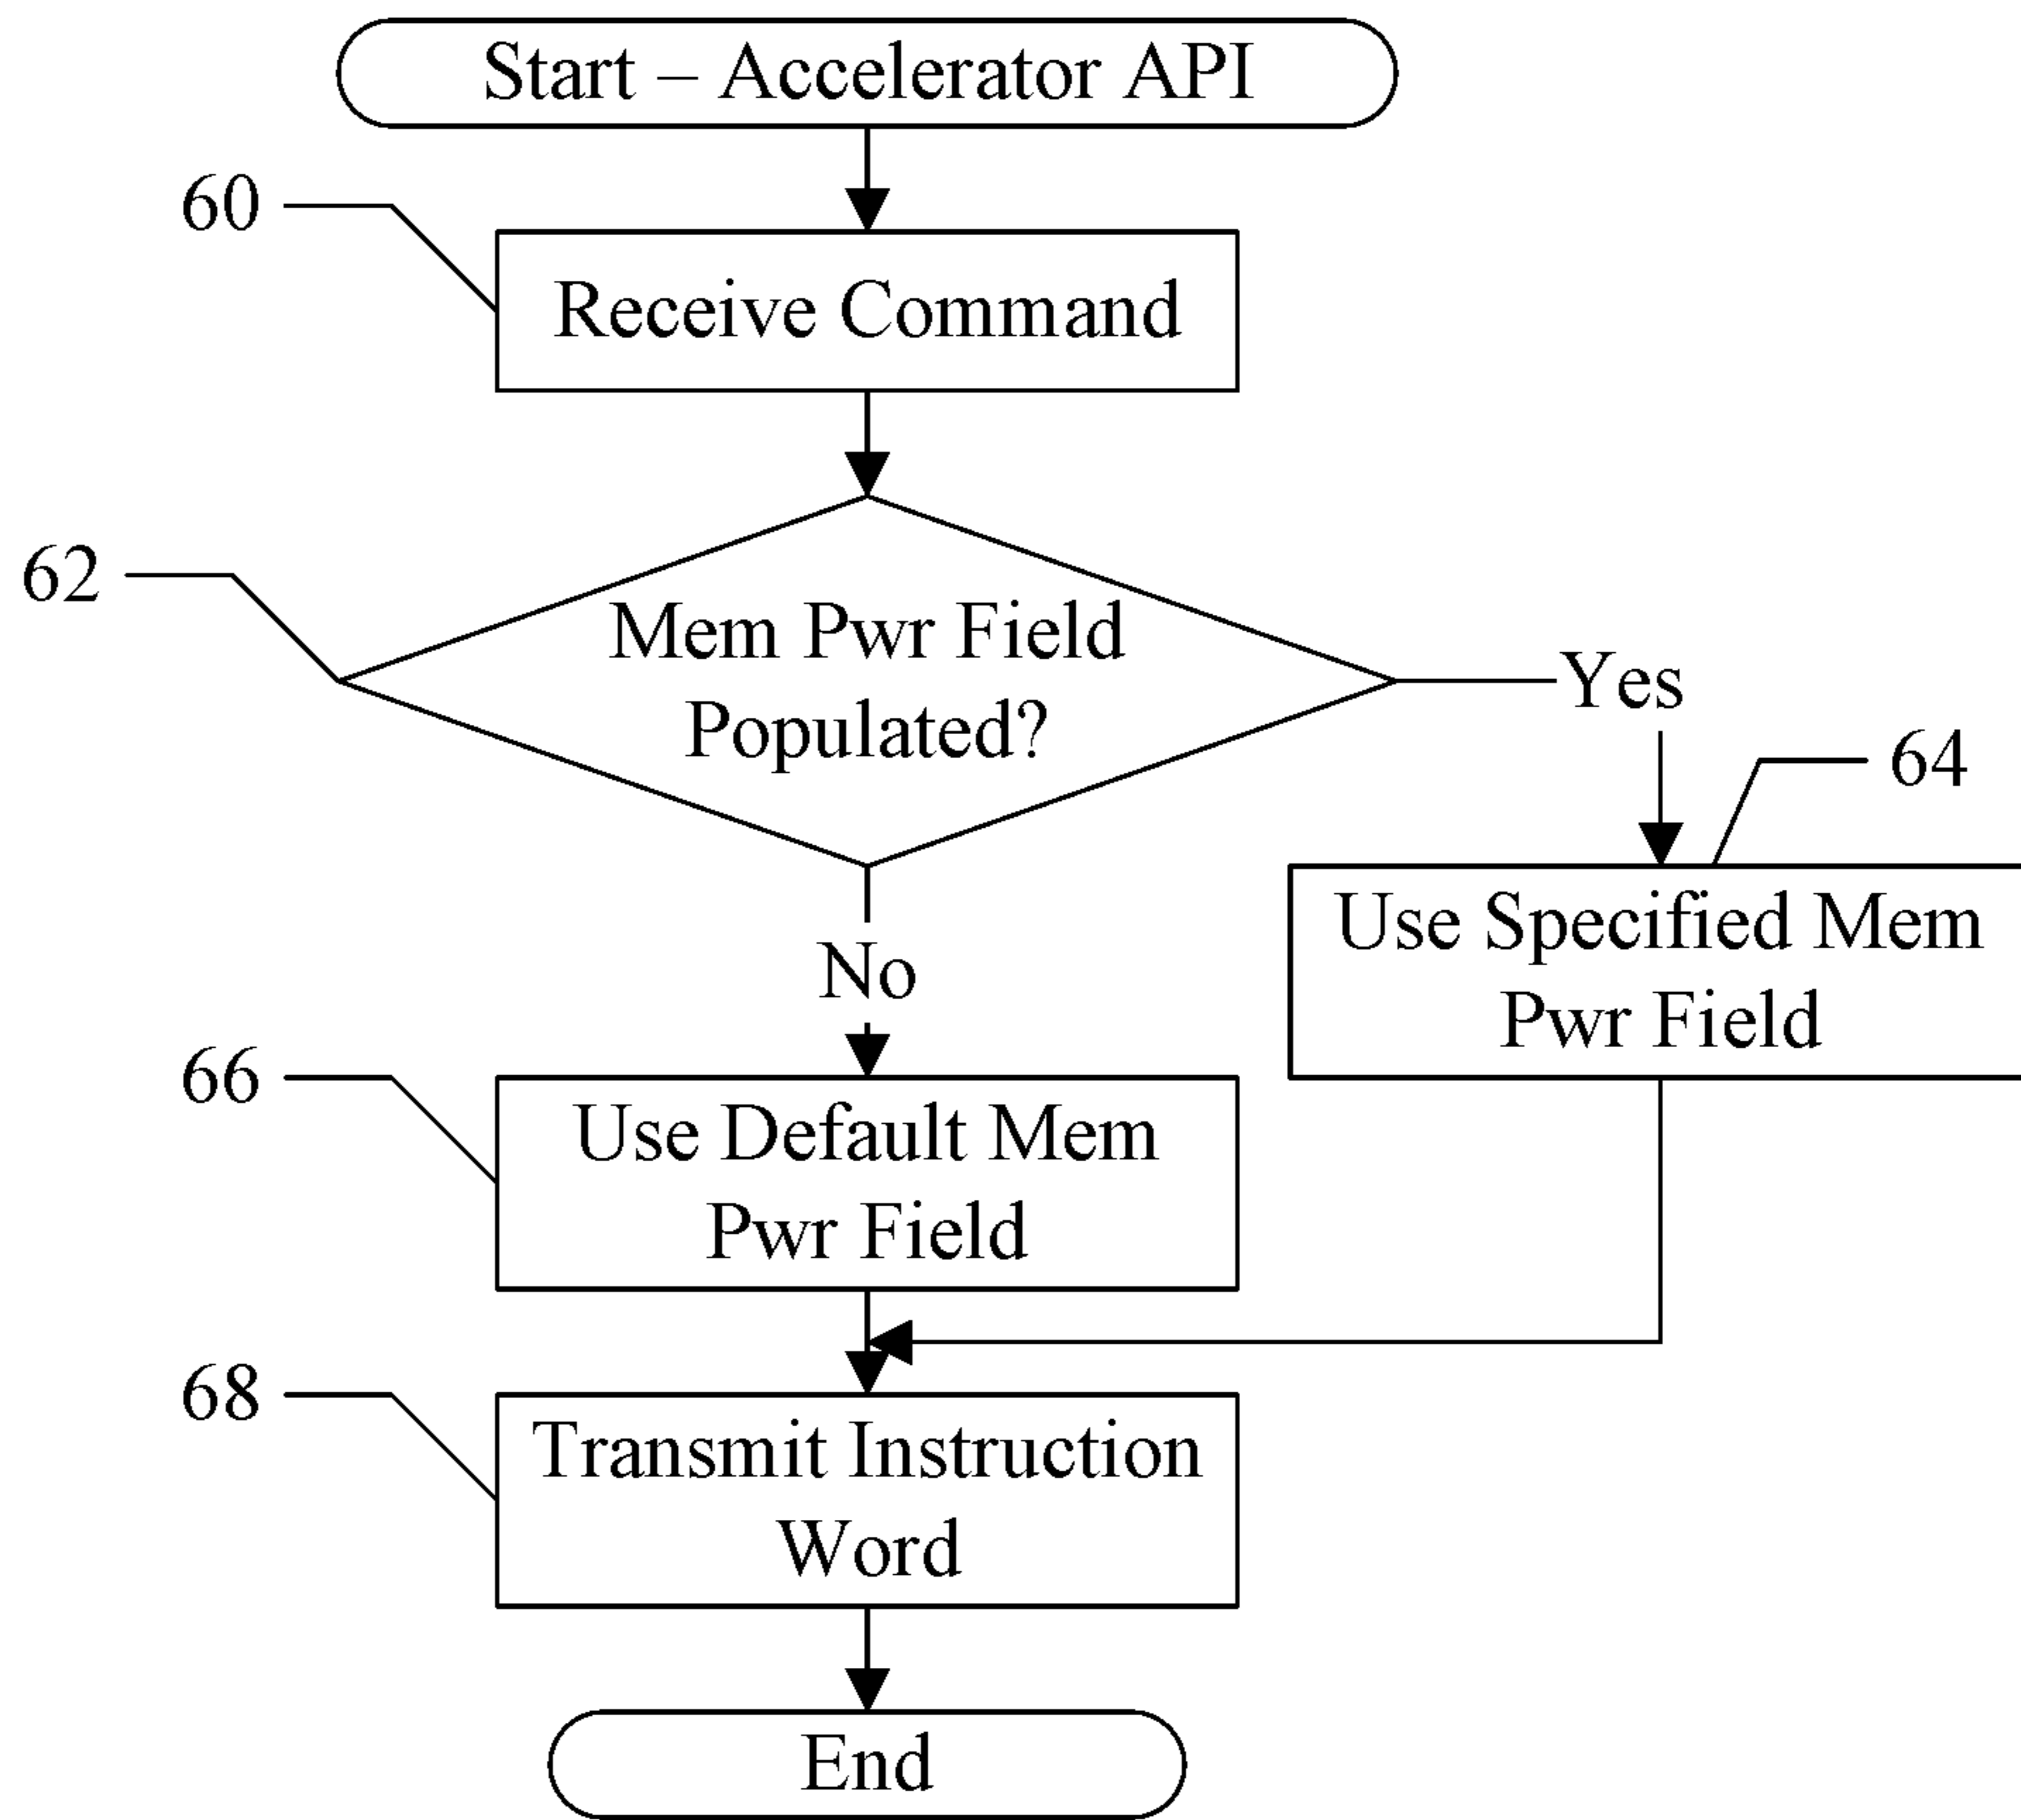 Start – Accelerator API
60
Receive Command
62
Mem Pwr Field
Populated?
Yes
64
Use Specified Mem
Pwr Field
No
66
Use Default Mem
Pwr Field
68
Transmit Instruction
Word
End